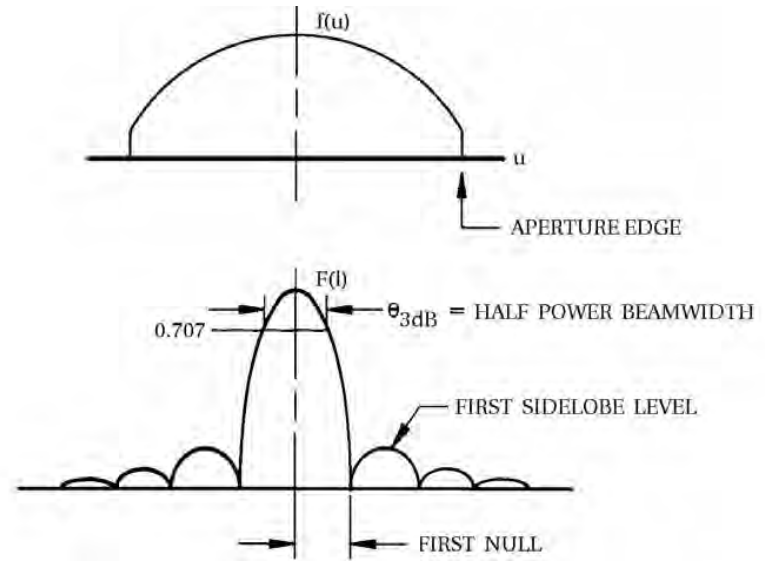 f(u)
u
APERTURE EDGE
F(l)
θ3dB = HALF POWER BEAMWIDTH
0.707
FIRST SIDELOBE LEVEL
FIRST NULL